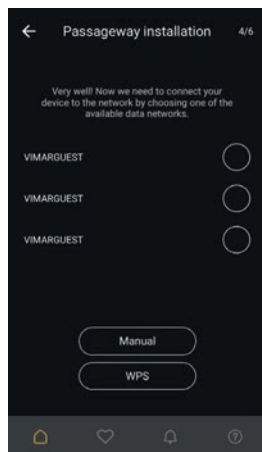 Passageway installation 4/6
Very well! Now we need to connect your
device to the network by choosing one of the
available data networks.
VIMARGUEST
VIMARGUEST
VIMARGUEST
Manual
WPS
?